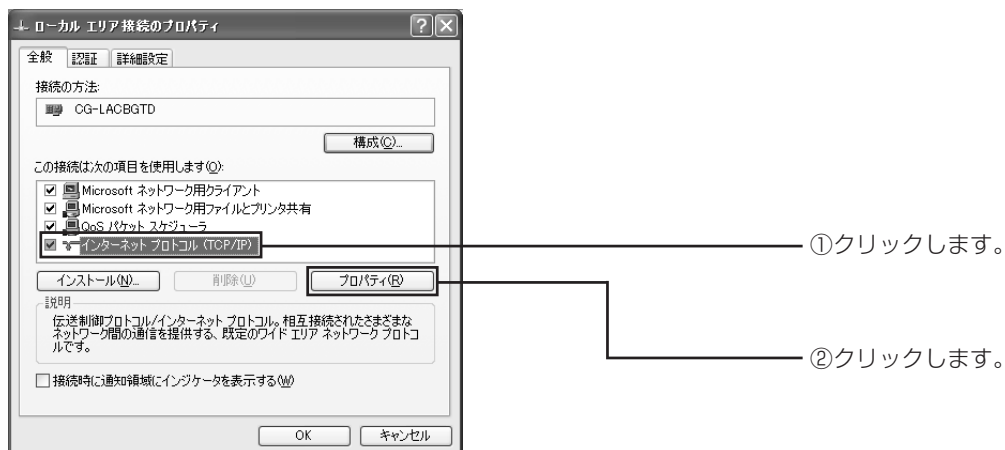 ローカル エリア接続のプロパティ
全般 認証 詳細設定
接続の方法:
CG-LACBGTD
構成(C)...
この接続は次の項目を使用します(O):
Microsoft ネットワーク用クライアント
Microsoft ネットワーク用ファイルとプリンタ共有
QoS パケット スケジューラ
インターネット プロトコル (TCP/IP)
①クリックします。
インストール(N)... 削除(U) プロパティ(R)
説明
伝送制御プロトコル/インターネット プロトコル。相互接続されたさまざまな
ネットワーク間の通信を提供する、既定のワイド エリア ネットワーク プロトコ
ルです。
②クリックします。
接続時に通知領域にインジケータを表示する(W)
OK キャンセル